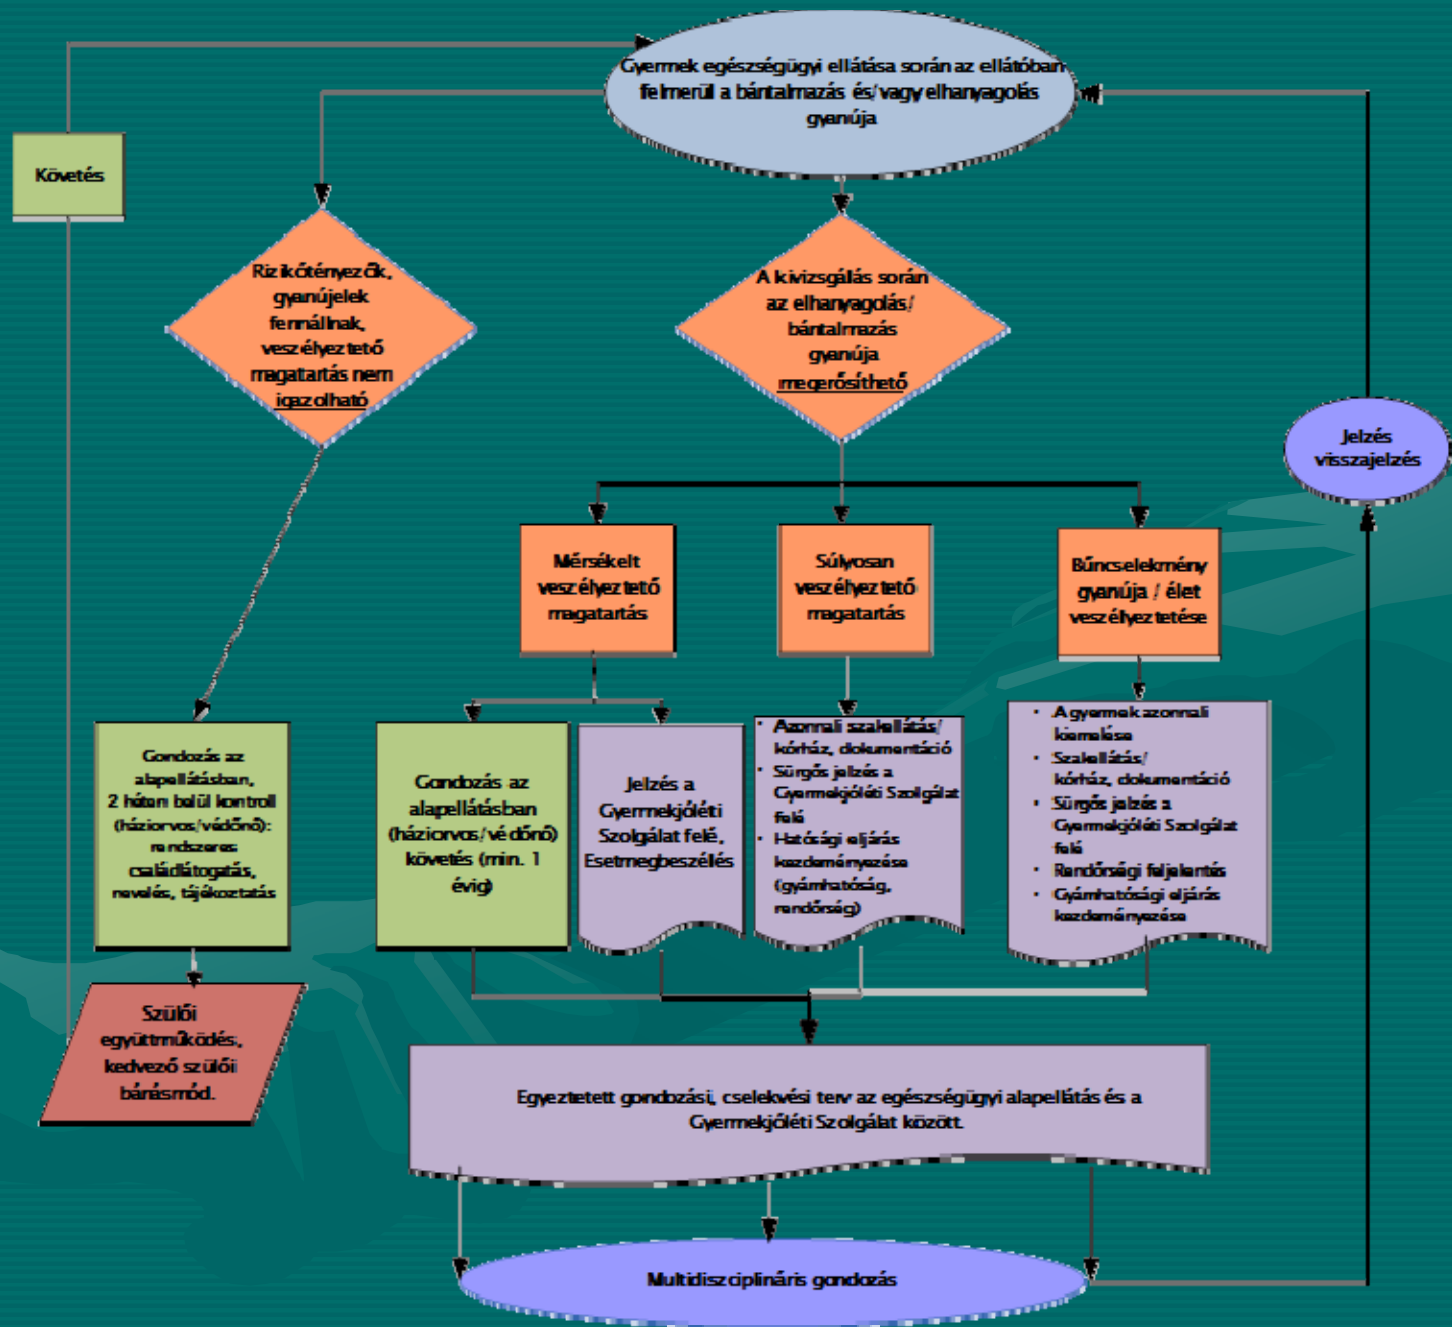 Gyermek egészségügyi ellátása során az ellátóban
felmerül a bántalmazás és/vagy elhanyagolás
gyanúja
Követés
Rizikótényezők,
gyanújelek
fennállnak,
veszélyeztető
magatartás nem
igazolható
A kivizsgálás során
az elhanyagolás/
bántalmazás
gyanúja
megerősíthető
Jelzés
visszajelzés
Mérsékelt
veszélyeztető
magatartás
Súlyosan
veszélyeztető
magatartás
Bűncselekmény
gyanúja / élet
veszélyeztetése
Gondozás az
alapellátásban,
2 héten belül kontroll
(háziorvos/védőnő):
rendszeres
családlátogatás,
nevelés, tájékoztatás
Gondozás az
alapellátásban
(háziorvos/védőnő)
követés (min. 1
évig)
Jelzés a
Gyermekjóléti
Szolgálat felé,
Esetmegbeszélés
• Azonnali szakellátás/
kórház, dokumentáció
• Sürgős jelzés a
Gyermekjóléti Szolgálat
felé
• Hatósági eljárás
kezdeményezése
(gyámhatóság,
rendőrség)
• A gyermek azonnali
kiemelése
• Szakellátás/
kórház, dokumentáció
• Sürgős jelzés a
Gyermekjóléti Szolgálat
felé
• Rendőrségi feljelentés
• Gyámhatósági eljárás
kezdeményezése
Szülői
együttműködés,
kedvező szülői
bánásmód.
Egyeztetett gondozási, cselekvési terv az egészségügyi alapellátás és a
Gyermekjóléti Szolgálat között.
Multidiszciplináris gondozás